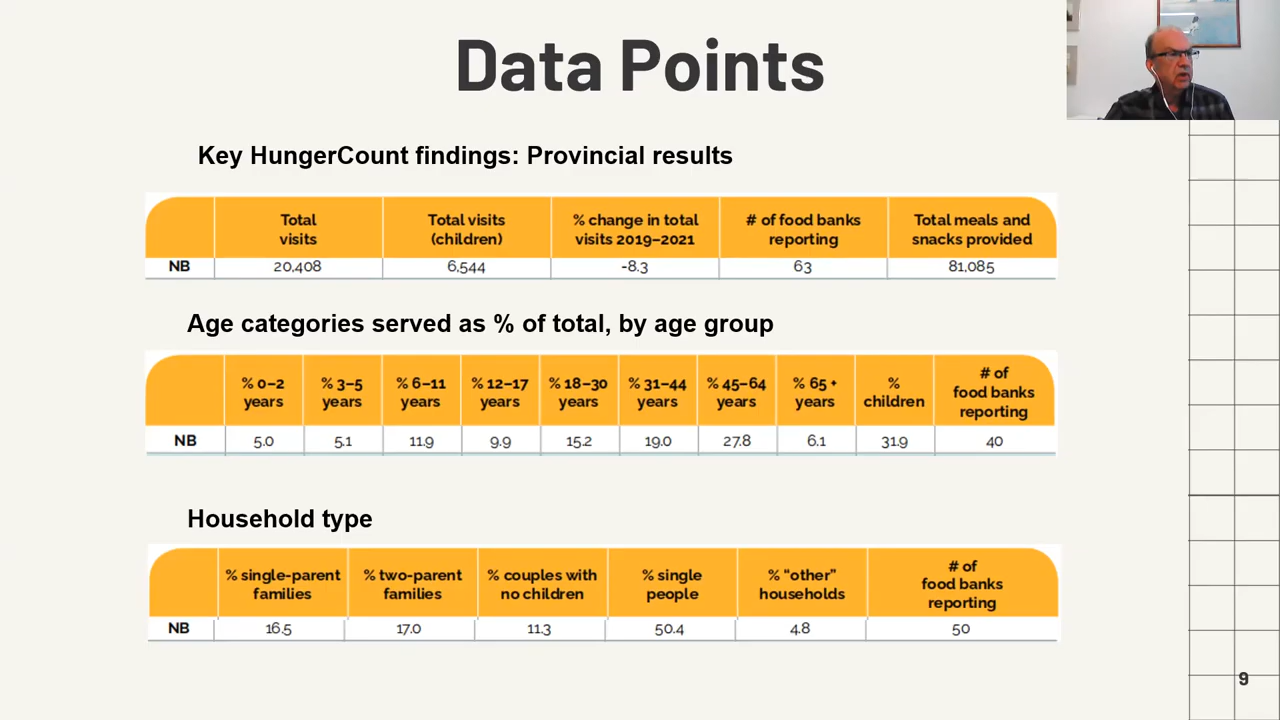 Data Points
Key HungerCount findings: Provincial results
Total visits
Total visits (children)
% change in total visits 2019–2021
# of food banks reporting
Total meals and snacks provided
NB 20,408 6,544 -8.3 63 81,085
Age categories served as % of total, by age group
% 0–2 years
% 3–5 years
% 6–11 years
% 12–17 years
% 18–30 years
% 31–44 years
% 45–64 years
% 65 + years
% children
# of food banks reporting
NB 5.0 5.1 11.9 9.9 15.2 19.0 27.8 6.1 31.9 40
Household type
% single-parent families
% two-parent families
% couples with no children
% single people
% “other” households
# of food banks reporting
NB 16.5 17.0 11.3 50.4 4.8 50
9